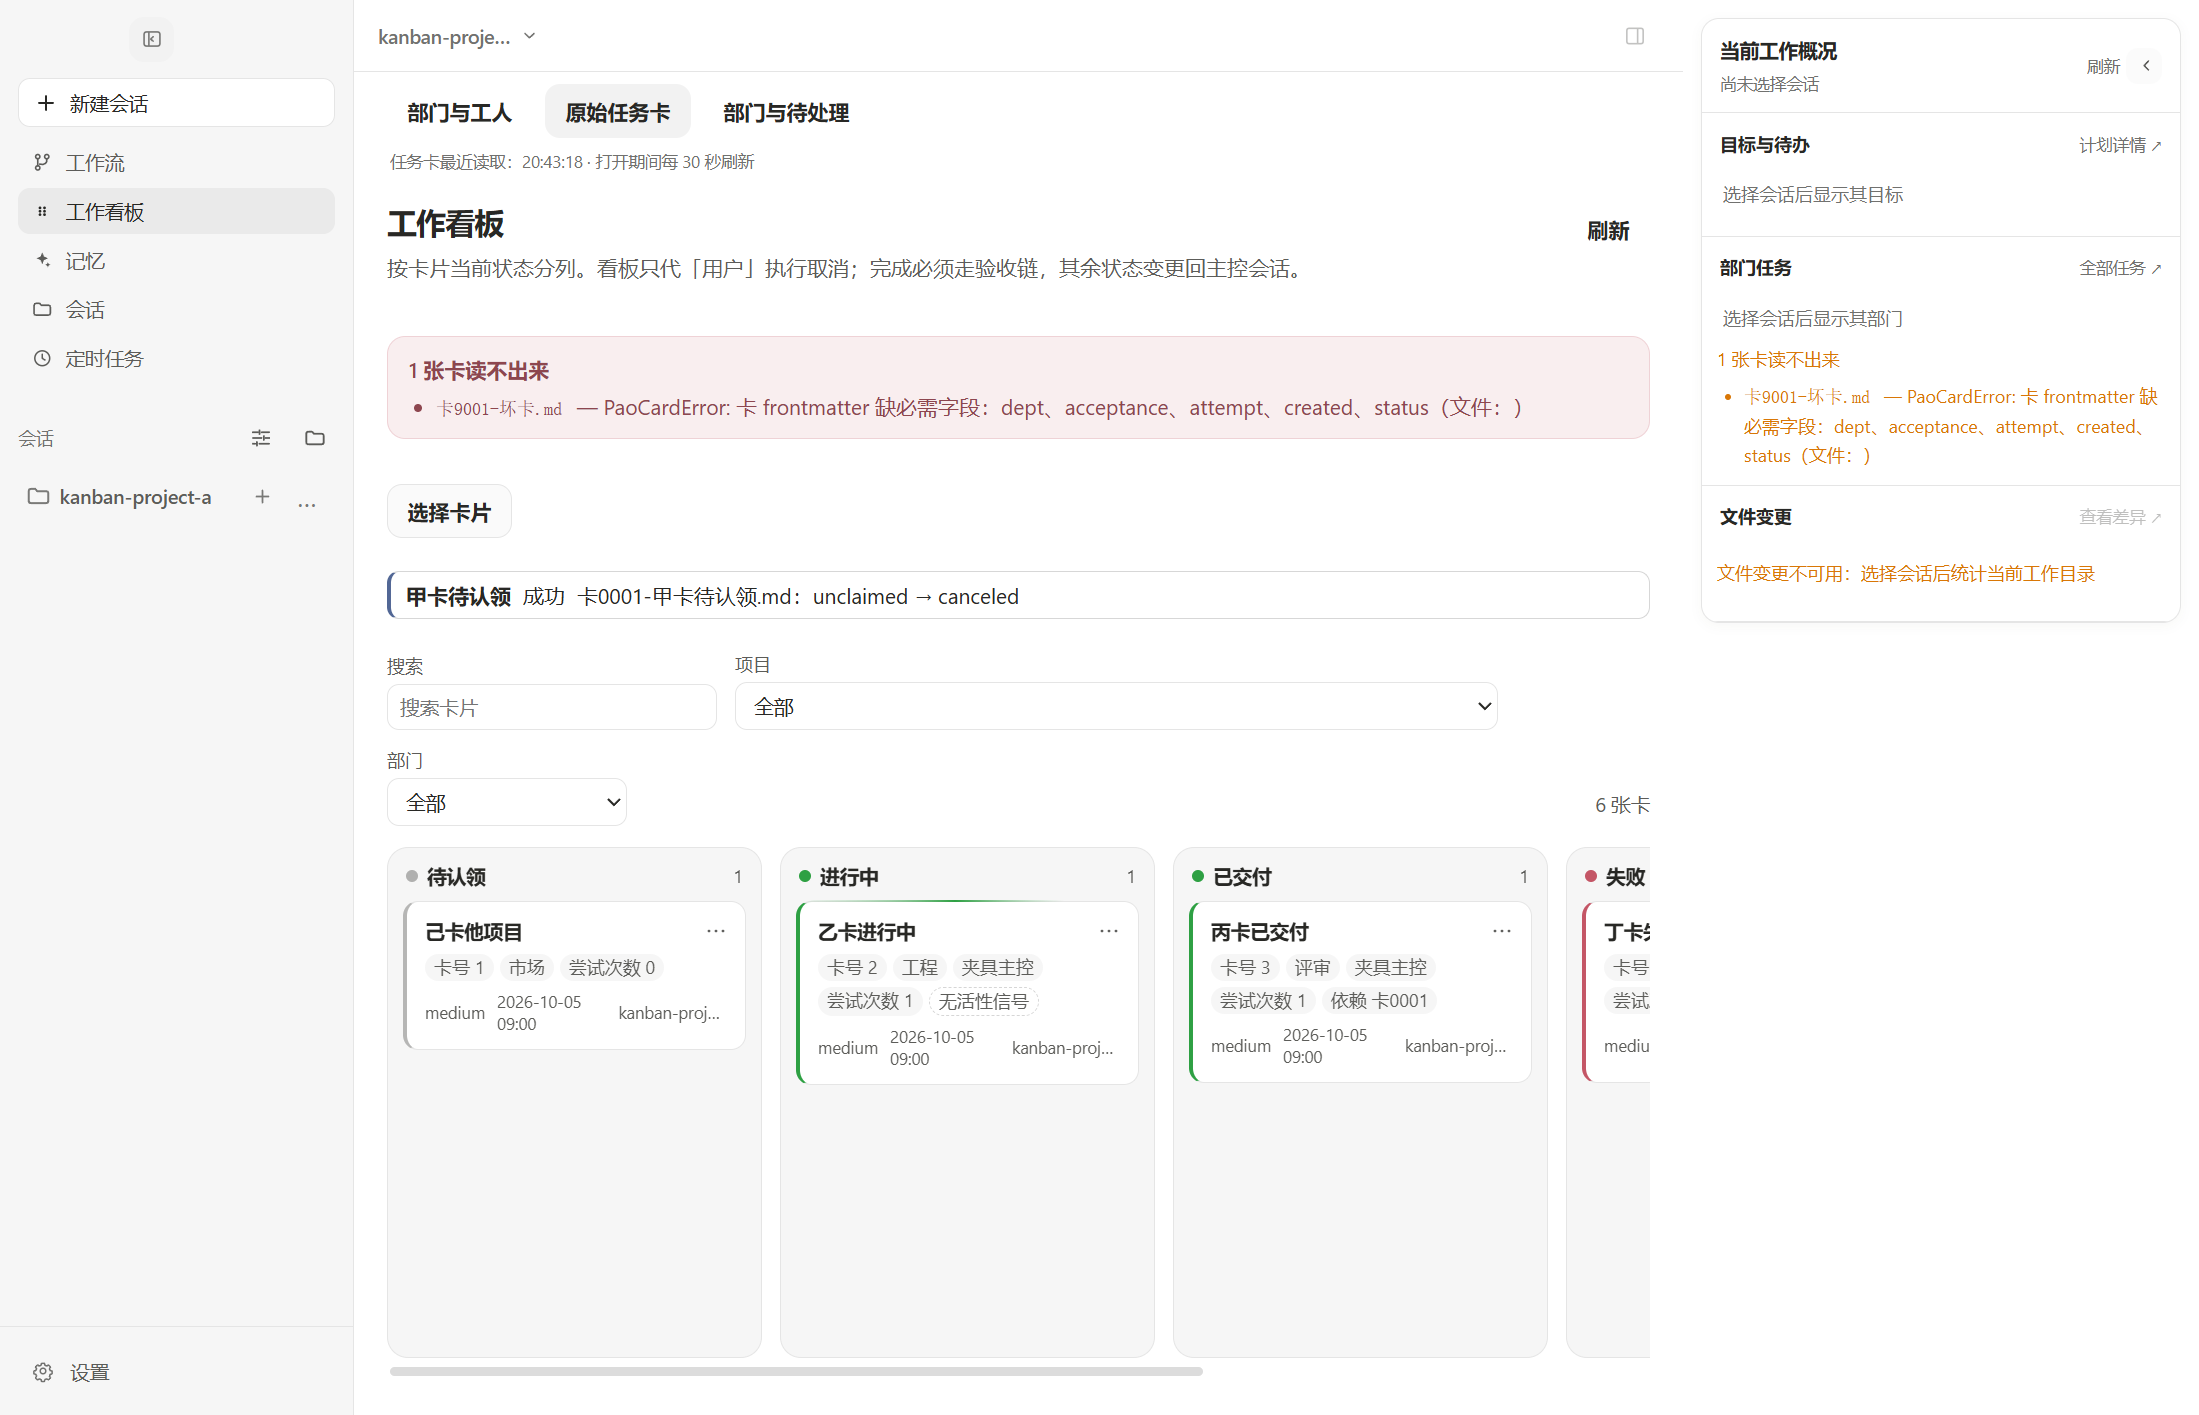 新建会话
工作流
工作看板
记忆
会话
定时任务
会话
kanban-project-a
设置
kanban-proje...
部门与工人
原始任务卡
部门与待处理
任务卡最近读取：20:43:18 · 打开期间每 30 秒刷新
工作看板
刷新
按卡片当前状态分列。看板只代「用户」执行取消；完成必须走验收链，其余状态变更回主控会话。
1 张卡读不出来
卡9001-坏卡.md — PaoCardError: 卡 frontmatter 缺必需字段：dept、acceptance、attempt、created、status（文件：）
选择卡片
甲卡待认领 成功 卡0001-甲卡待认领.md：unclaimed → canceled
搜索
搜索卡片
项目
全部
部门
全部
6 张卡
待认领 1
己卡他项目 ...
卡号 1 市场 尝试次数 0
medium 2026-10-05 09:00 kanban-proj...
进行中 1
乙卡进行中 ...
卡号 2 工程 夹具主控
尝试次数 1 无活性信号
medium 2026-10-05 09:00 kanban-proj...
已交付 1
丙卡已交付 ...
卡号 3 评审 夹具主控
尝试次数 1 依赖 卡0001
medium 2026-10-05 09:00 kanban-proj...
失败
丁卡
卡号
尝试
mediu
当前工作概况
尚未选择会话
刷新
目标与待办
计划详情 ↗
选择会话后显示其目标
部门任务
全部任务 ↗
选择会话后显示其部门
1 张卡读不出来
卡9001-坏卡.md — PaoCardError: 卡 frontmatter 缺
必需字段：dept、acceptance、attempt、created、
status（文件：）
文件变更
查看差异 ↗
文件变更不可用：选择会话后统计当前工作目录